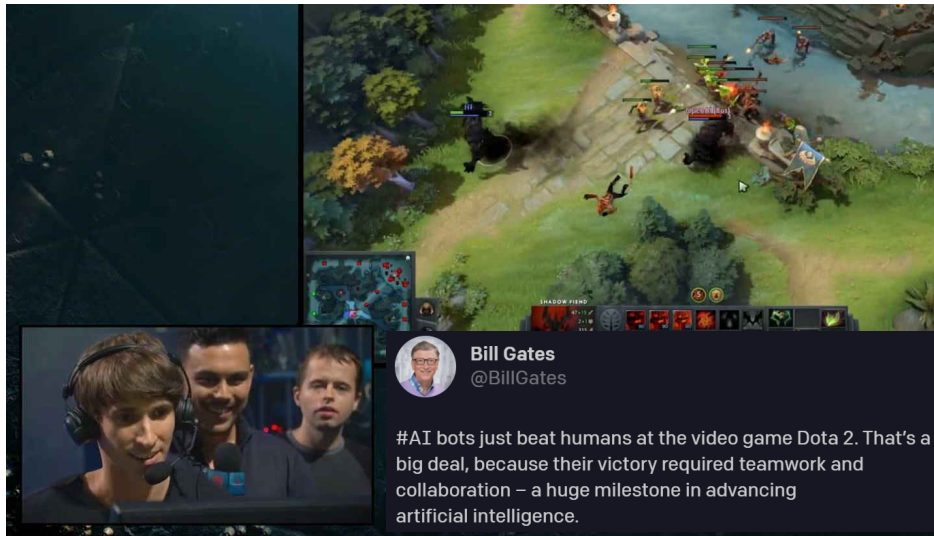 SHADOW FIEND
Bill Gates
@BillGates
#AI bots just beat humans at the video game Dota 2. That's a
big deal, because their victory required teamwork and
collaboration – a huge milestone in advancing
artificial intelligence.